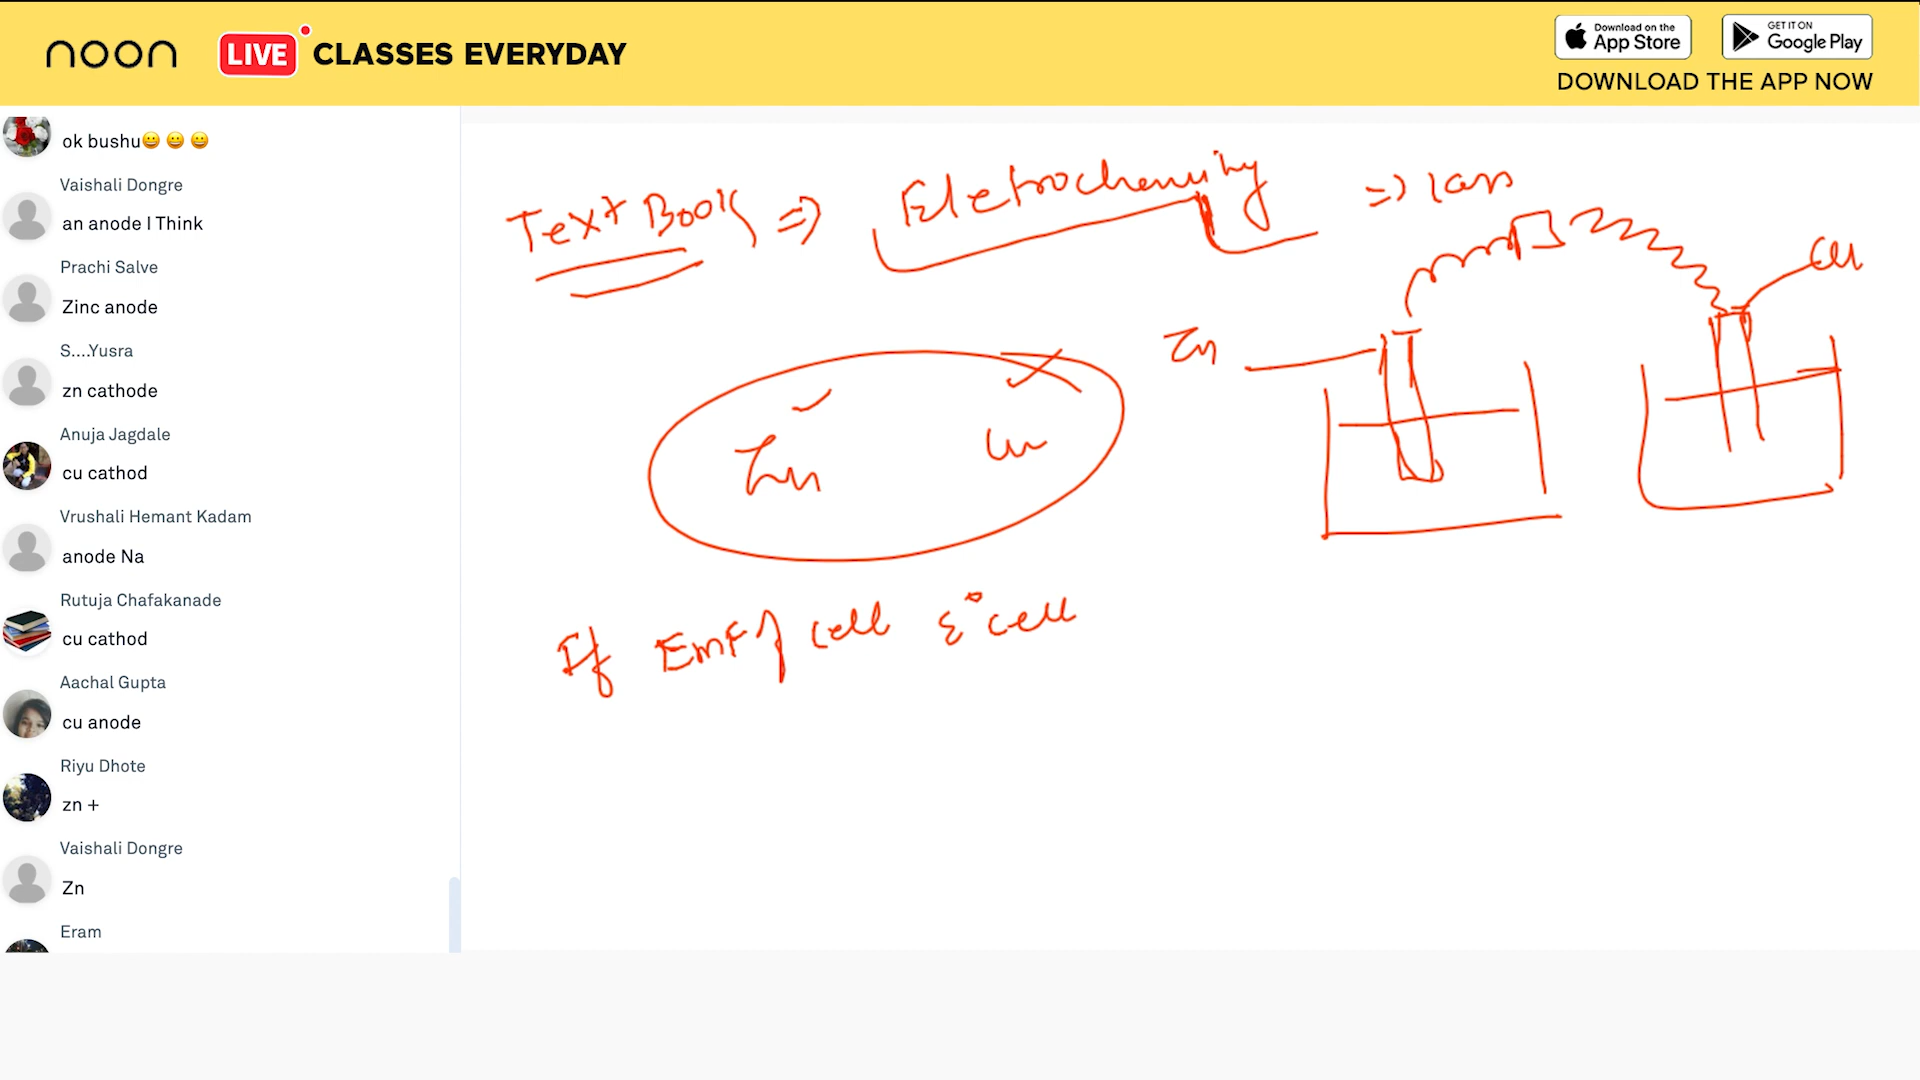 noon LIVE CLASSES EVERYDAY
Download on the App Store
GET IT ON Google Play
DOWNLOAD THE APP NOW
ok bushu😀 😀 😀
Vaishali Dongre
an anode I Think
Prachi Salve
Zinc anode
S....Yusra
zn cathode
Anuja Jagdale
cu cathod
Vrushali Hemant Kadam
anode Na
Rutuja Chafakanade
cu cathod
Aachal Gupta
cu anode
Riyu Dhote
zn +
Vaishali Dongre
Zn
Eram
Text Book ⇒
Zn
Cu
Zn Cu
If EmF of cell ε° cell